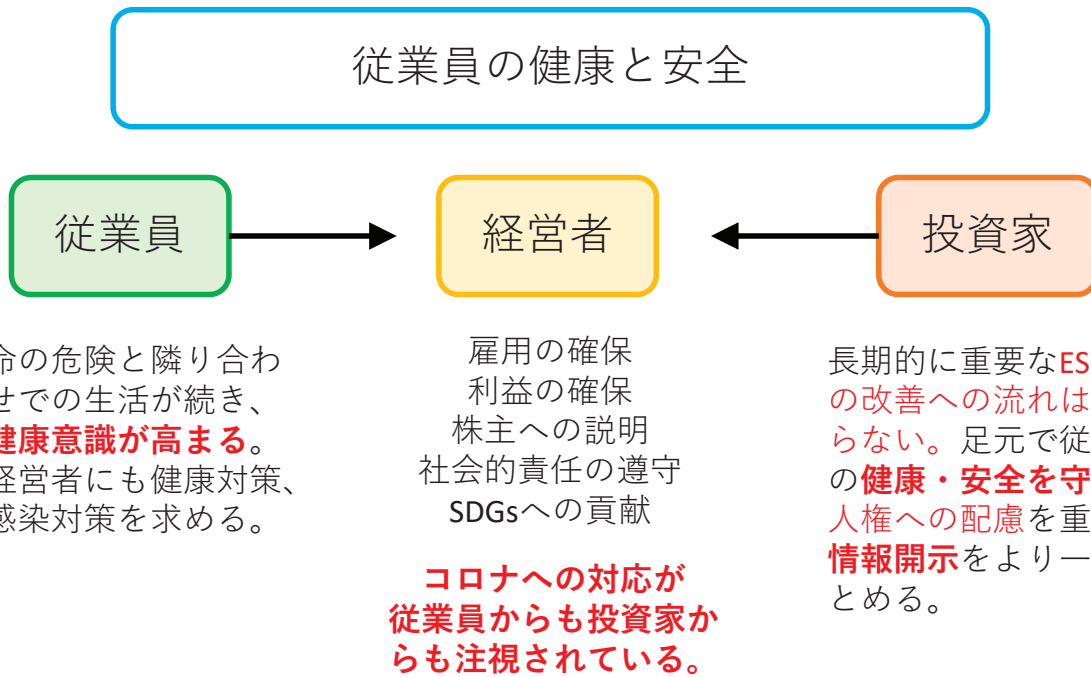 従業員の健康と安全
従業員
経営者
投資家
命の危険と隣り合わ
せでの生活が続き、
健康意識が高まる。
経営者にも健康対策、
感染対策を求める。
雇用の確保
利益の確保
株主への説明
社会的責任の遵守
SDGsへの貢献
コロナへの対応が
従業員からも投資家か
らも注視されている。
長期的に重要なES
の改善への流れは
らない。足元で従
の健康・安全を守
人権への配慮を重
情報開示をより一
とめる。